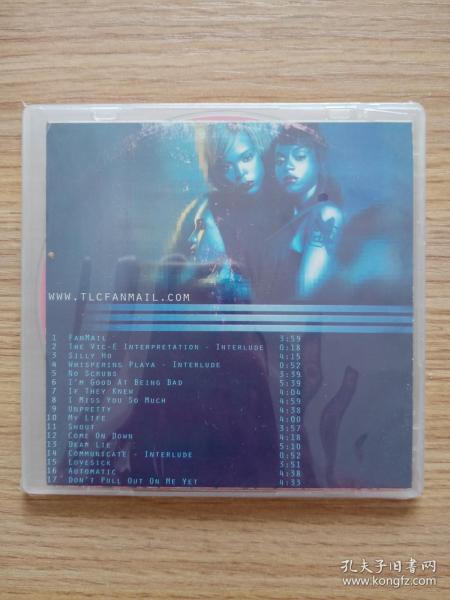 WWW.TLCFANMAIL.COM
1 FanMail 3:59
2 The Vic-E Interpretation - Interlude 0:18
3 Silly Ho 4:15
4 Whispering Playa - Interlude 0:52
5 No Scrubs 3:39
6 I'm Good At Being Bad 5:39
7 If They Knew 4:04
8 I Miss You So Much 4:59
9 Unpretty 4:38
10 My Life 4:00
11 Shout 3:57
12 Come On Down 4:18
13 Dear Lie 5:10
14 Communicate - Interlude 0:52
15 Lovesick 3:51
16 Automatic 4:38
17 Don't Pull Out On Me Yet 4:33
孔夫子旧书网
www.kongfz.com